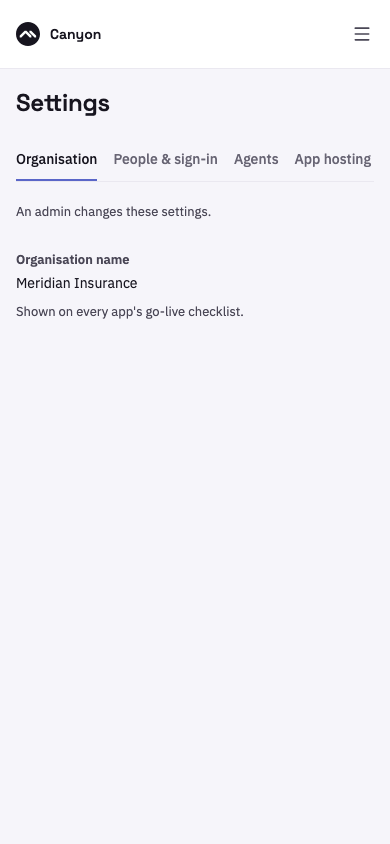 Canyon
Settings
Organisation People & sign-in Agents App hosting
An admin changes these settings.
Organisation name
Meridian Insurance
Shown on every app's go-live checklist.